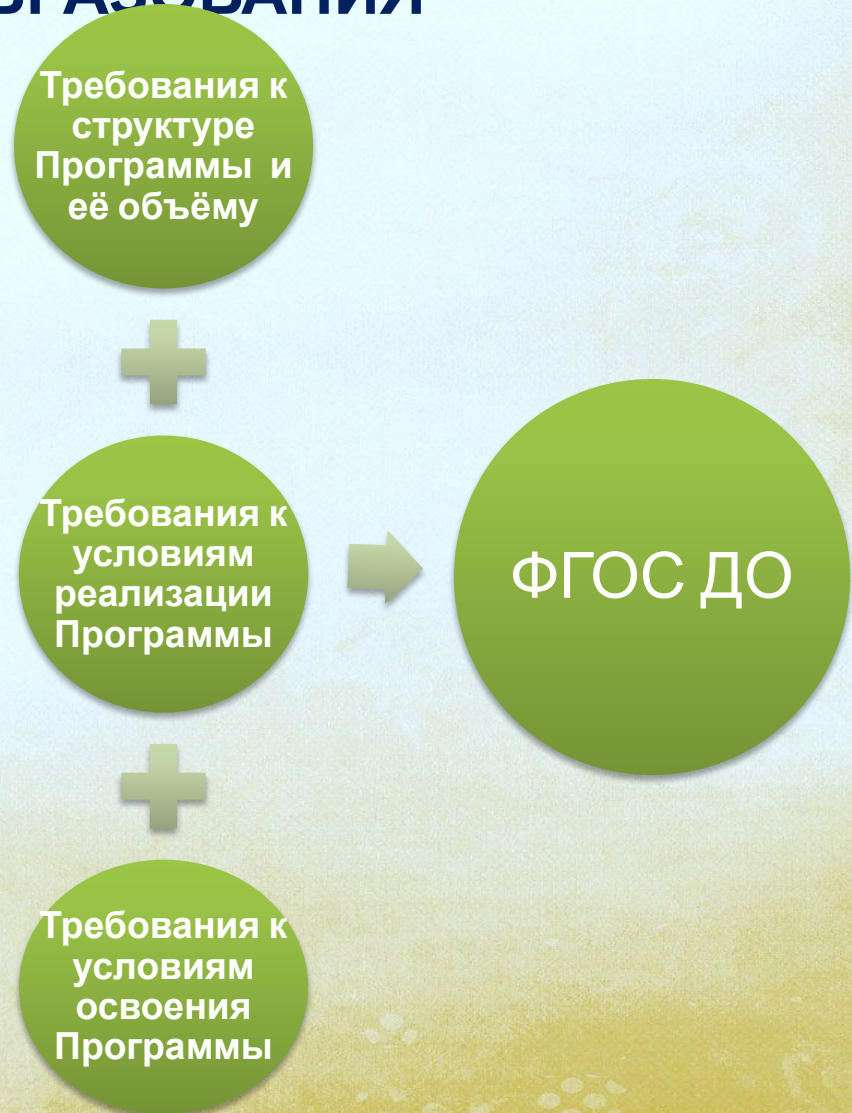 Требования к
структуре
Программы и
её объёму
Требования к
условиям
реализации
Программы
ФГОС ДО
Требования к
условиям
освоения
Программы